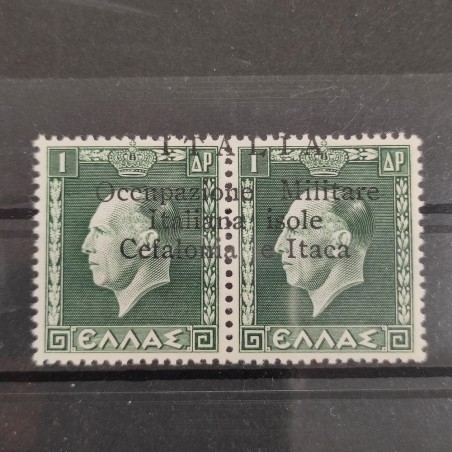 ITALIA
1 ΔΡ 1 ΔΡ
Occupazione Militare
Italiana isole
Cefalonia e Itaca
ΕΛΛΑΣ ΕΛΛΑΣ